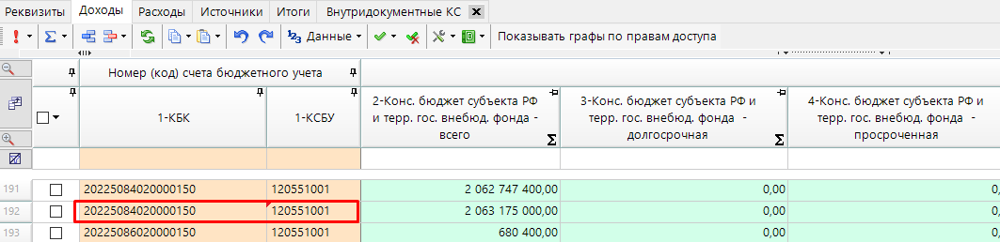 Реквизиты Доходы Расходы Источники Итоги Внутридокументные КС
123 Данные Показывать графы по правам доступа
Номер (код) счета бюджетного учета
1-КБК 1-КСБУ 2-Конс. бюджет субъекта РФ и терр. гос. внебюд. фонда - всего 3-Конс. бюджет субъекта РФ и терр. гос. внебюд. фонда - долгосрочная 4-Конс. бюджет субъекта РФ и терр. гос. внебюд. фонда - просроченная
191 20225084020000150 120551001 2 062 747 400,00 0,00 0,
192 20225084020000150 120551001 2 063 175 000,00 0,00 0,
193 20225086020000150 120551001 680 400,00 0,00 0,